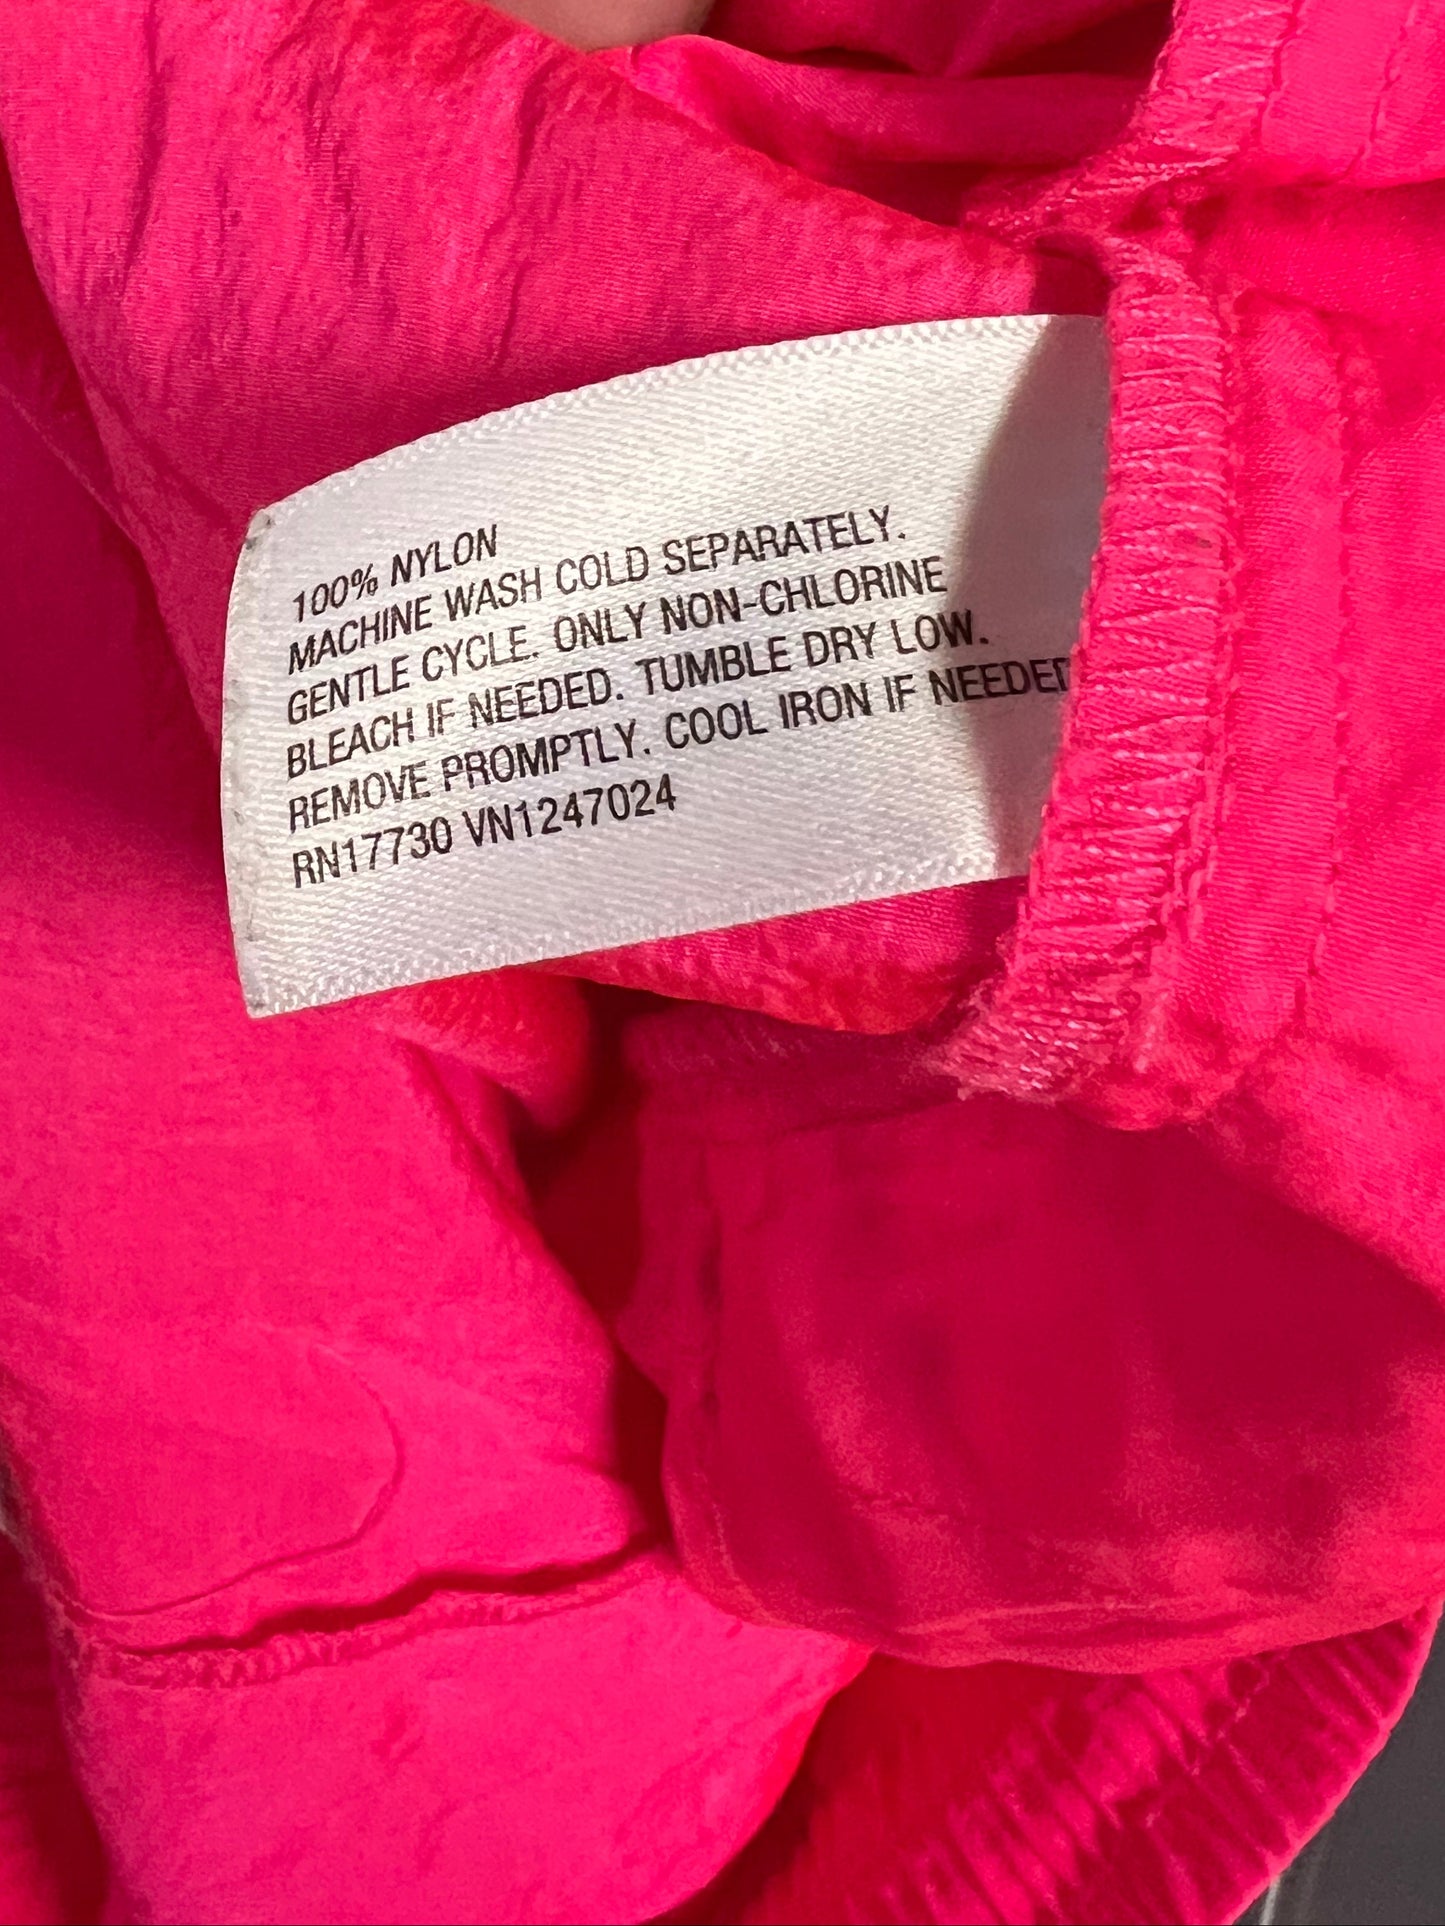 100% NYLON
MACHINE WASH COLD SEPARATELY.
GENTLE CYCLE. ONLY NON-CHLORINE
BLEACH IF NEEDED. TUMBLE DRY LOW.
REMOVE PROMPTLY. COOL IRON IF NEEDED
RN17730 VN1247024